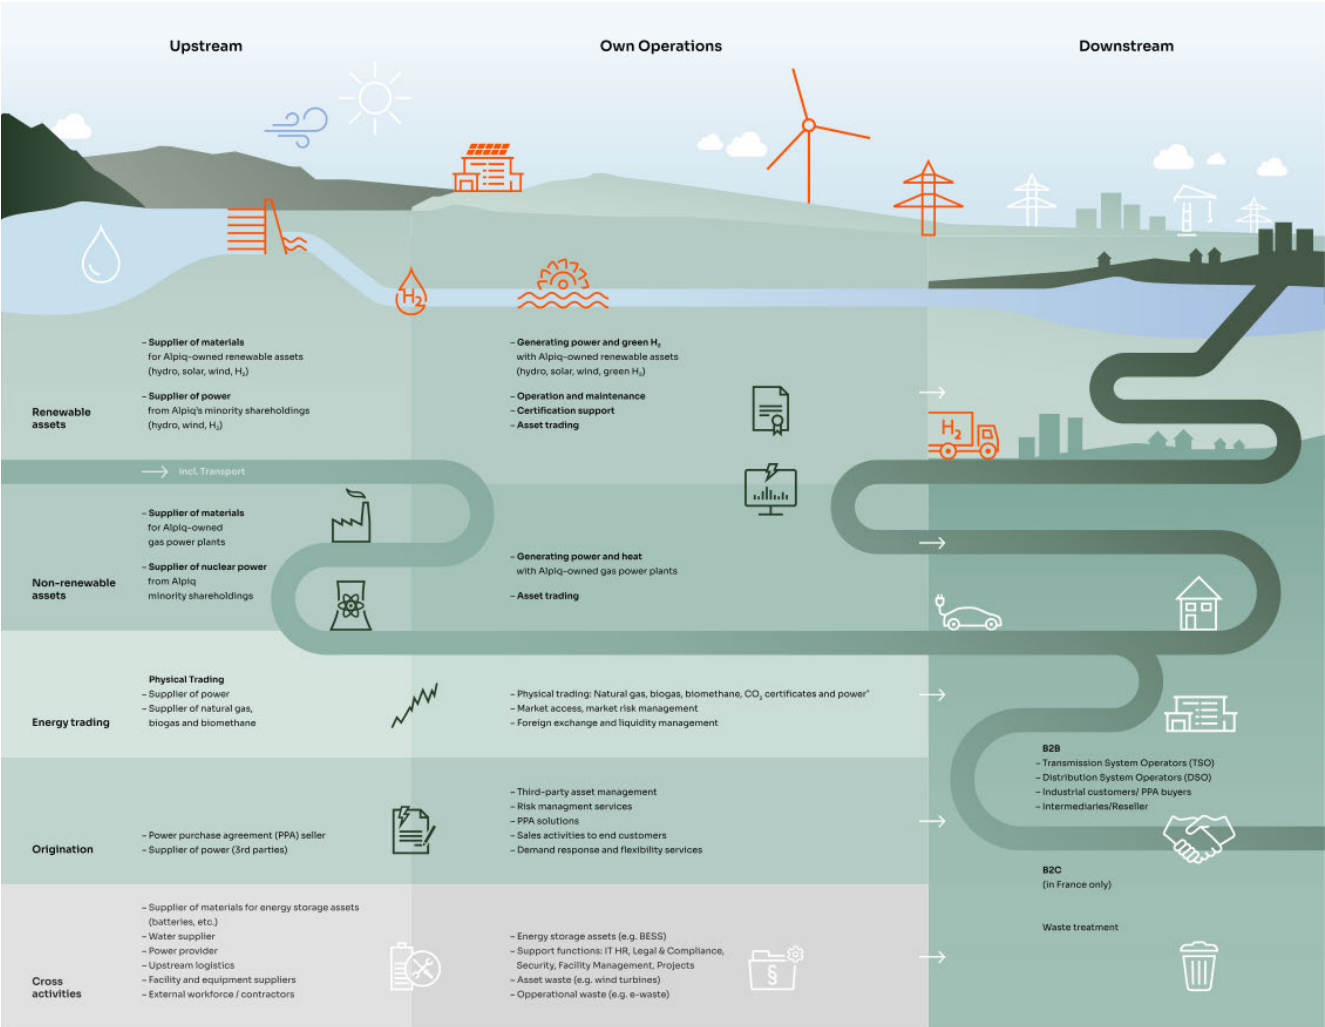 Upstream
Own Operations
Downstream
H2
– Supplier of materials
for Alpiq-owned renewable assets
(hydro, solar, wind, H₂)
– Supplier of power
from Alpiq's minority shareholdings
(hydro, wind, H₂)
Renewable
assets
– Generating power and green H₂
with Alpiq-owned renewable assets
(hydro, solar, wind, green H₂)
– Operation and maintenance
– Certification support
– Asset trading
H2
Incl. Transport
– Supplier of materials
for Alpiq-owned
gas power plants
– Supplier of nuclear power
from Alpiq
minority shareholdings
Non-renewable
assets
– Generating power and heat
with Alpiq-owned gas power plants
– Asset trading
Energy trading
Physical Trading
– Supplier of power
– Supplier of natural gas,
biogas and biomethane
– Physical trading: Natural gas, biogas, biomethane, CO₂ certificates and power*
– Market access, market risk management
– Foreign exchange and liquidity management
Origination
– Power purchase agreement (PPA) seller
– Supplier of power (3rd parties)
– Third-party asset management
– Risk managment services
– PPA solutions
– Sales activities to end customers
– Demand response and flexibility services
B2B
– Transmission System Operators (TSO)
– Distribution System Operators (DSO)
– Industrial customers/ PPA buyers
– Intermediaries/Reseller
B2C
(in France only)
Waste treatment
Cross
activities
– Supplier of materials for energy storage assets
(batteries, etc.)
– Water supplier
– Power provider
– Upstream logistics
– Facility and equipment suppliers
– External workforce / contractors
– Energy storage assets (e.g. BESS)
– Support functions: IT HR, Legal & Compliance,
Security, Facility Management, Projects
– Asset waste (e.g. wind turbines)
– Opperational waste (e.g. e-waste)
§